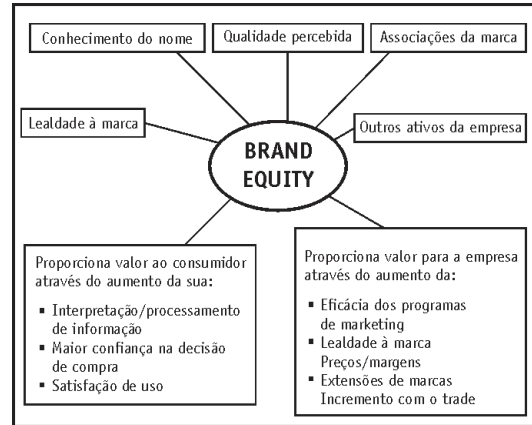 Conhecimento do nome
Qualidade percebida
Associações da marca
Lealdade à marca
Outros ativos da empresa
BRAND
EQUITY
Proporciona valor ao consumidor
através do aumento da sua:
▪ Interpretação/processamento
de informação
▪ Maior confiança na decisão
de compra
▪ Satisfação de uso
Proporciona valor para a empresa
através do aumento da:
▪ Eficácia dos programas
de marketing
▪ Lealdade à marca
Preços/margens
▪ Extensões de marcas
Incremento com o trade